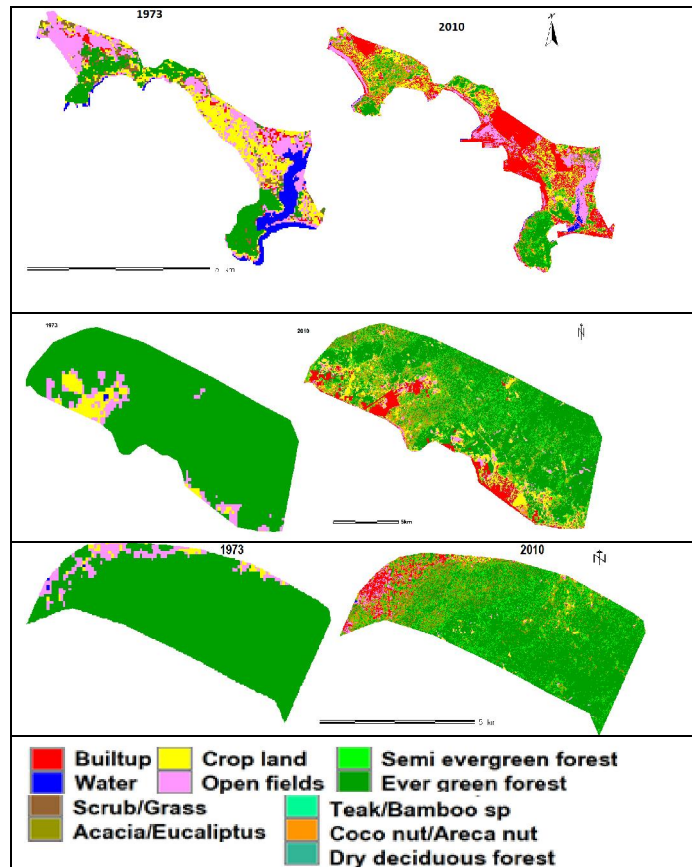 1973
2010
N
km
1973
2010
N
5km
1973
2010
N
5 km
Builtup
Crop land
Semi evergreen forest
Water
Open fields
Ever green forest
Scrub/Grass
Teak/Bamboo sp
Acacia/Eucaliptus
Coco nut/Areca nut
Dry deciduous forest